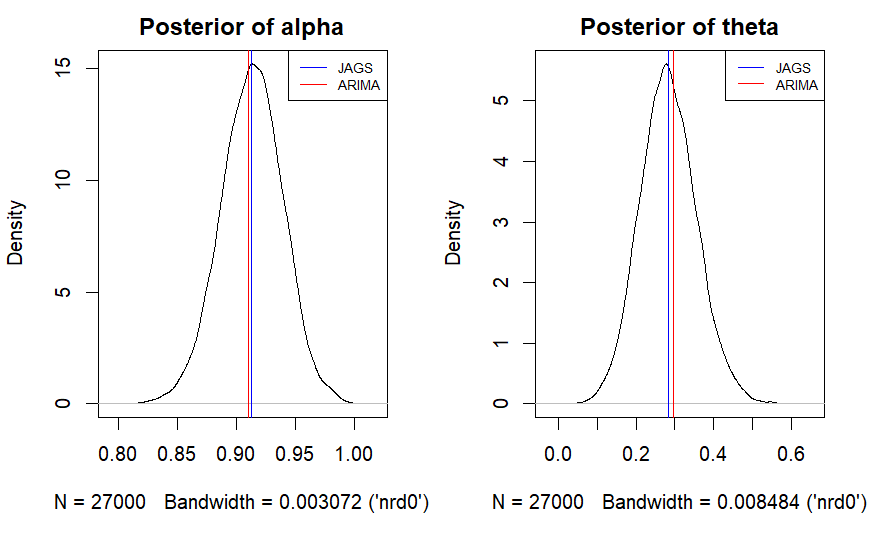 Posterior of alpha
JAGS
ARIMA
Density
0
5
10
15
0.80 0.85 0.90 0.95 1.00
N = 27000 Bandwidth = 0.003072 ('nrd0')
Posterior of theta
JAGS
ARIMA
Density
0
1
2
3
4
5
0.0 0.2 0.4 0.6
N = 27000 Bandwidth = 0.008484 ('nrd0')